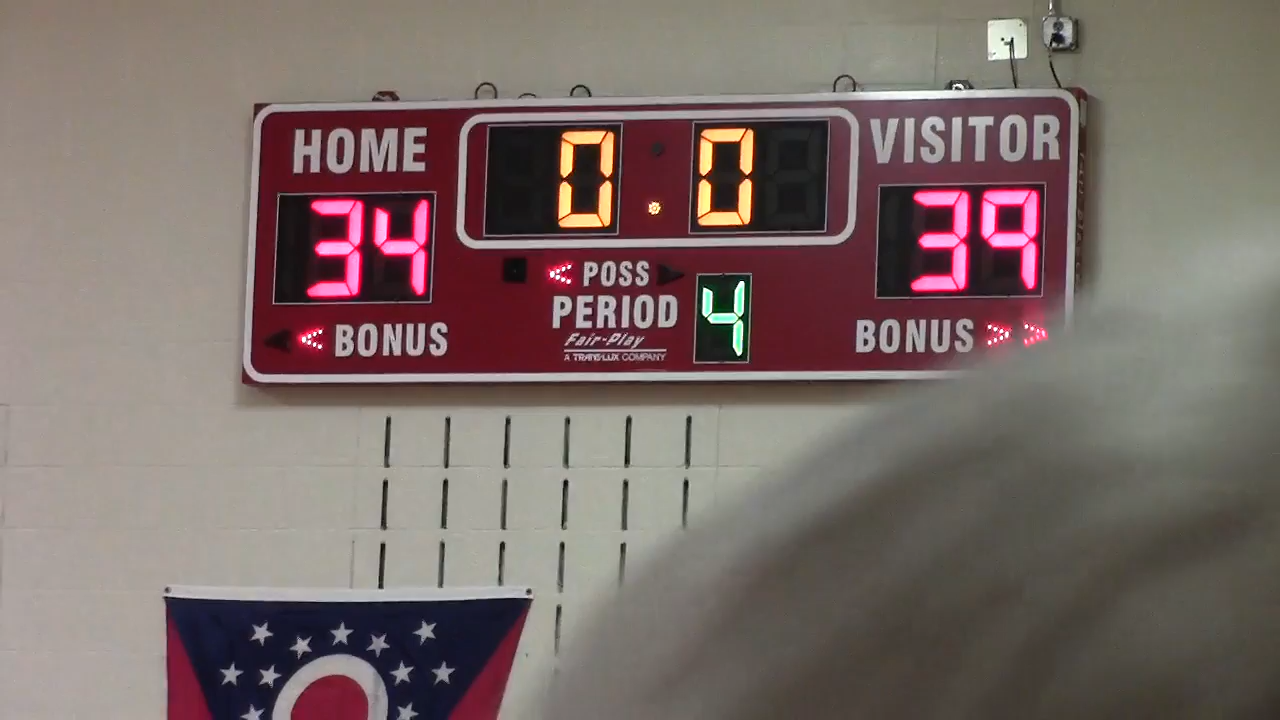 HOME 0.0 VISITOR
34 39
< POSS
PERIOD 4
< BONUS BONUS >>
Fair-Play
A TRANS-LUX COMPANY